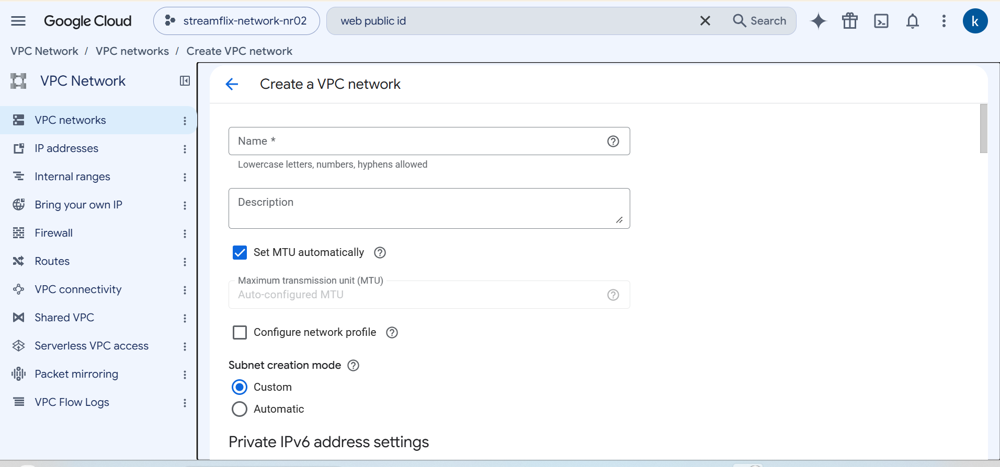 Google Cloud
streamflix-network-nr02
web public id
Search
k
VPC Network / VPC networks / Create VPC network
VPC Network
VPC networks
IP addresses
Internal ranges
Bring your own IP
Firewall
Routes
VPC connectivity
Shared VPC
Serverless VPC access
Packet mirroring
VPC Flow Logs
Create a VPC network
Name *
Lowercase letters, numbers, hyphens allowed
Description
Set MTU automatically
Maximum transmission unit (MTU)
Auto-configured MTU
Configure network profile
Subnet creation mode
Custom
Automatic
Private IPv6 address settings